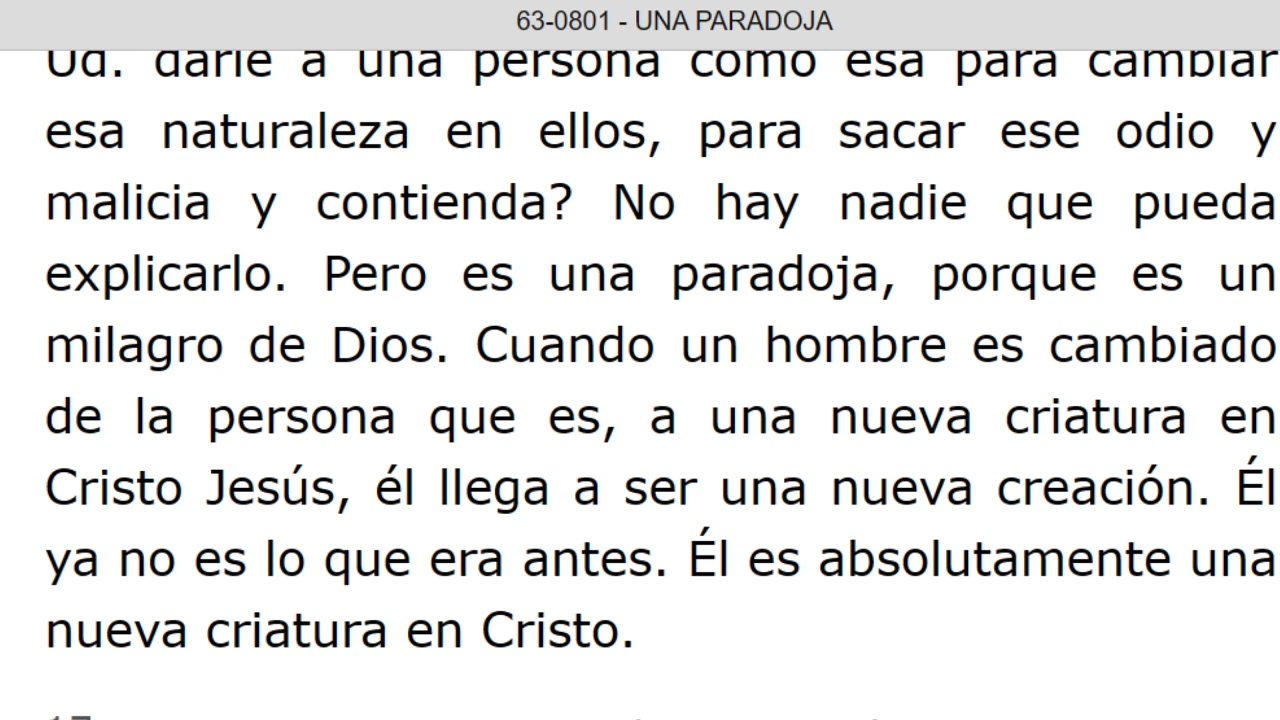 63-0801 - UNA PARADOJA
Ud. darle a una persona como esa para cambiar
esa naturaleza en ellos, para sacar ese odio y
malicia y contienda? No hay nadie que pueda
explicarlo. Pero es una paradoja, porque es un
milagro de Dios. Cuando un hombre es cambiado
de la persona que es, a una nueva criatura en
Cristo Jesús, él llega a ser una nueva creación. Él
ya no es lo que era antes. Él es absolutamente una
nueva criatura en Cristo.